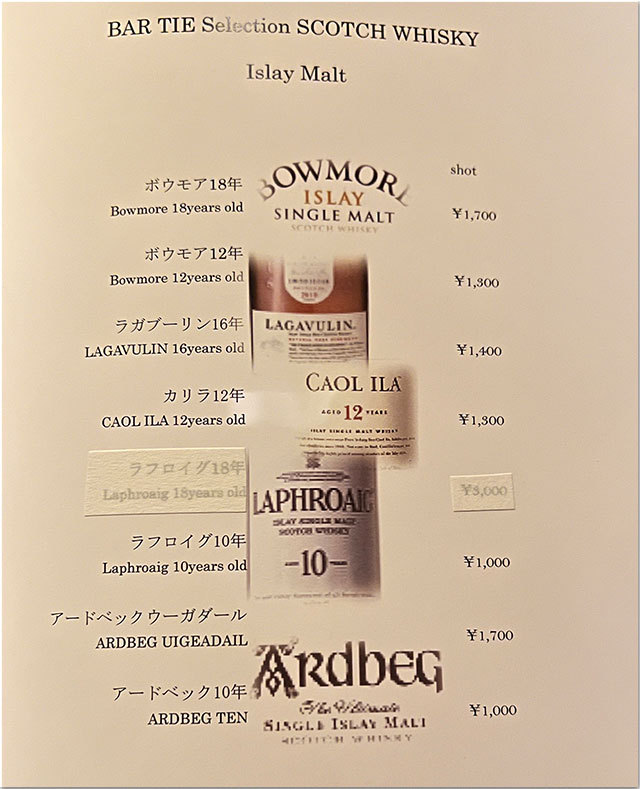 BAR TIE Selection SCOTCH WHISKY
Islay Malt
shot
ボウモア18年
Bowmore 18years old
¥1,700
BOWMORE
ISLAY
SINGLE MALT
SCOTCH WHISKY
ボウモア12年
Bowmore 12years old
¥1,300
ラガブーリン16年
LAGAVULIN 16years old
¥1,400
LAGAVULIN
カリラ12年
CAOL ILA 12years old
¥1,300
CAOL ILA
AGED 12 YEARS
ISLAY SINGLE MALT WHISKY
ラフロイグ18年
Laphroaig 18years old
¥3,000
LAPHROAIG
ISLAY SINGLE MALT
SCOTCH WHISKY
10
ラフロイグ10年
Laphroaig 10years old
¥1,000
アードベックウーガダール
ARDBEG UIGEADAIL
¥1,700
アードベック10年
ARDBEG TEN
¥1,000
Ardbeg
The Ultimate
SINGLE ISLAY MALT
SCOTCH WHISKY